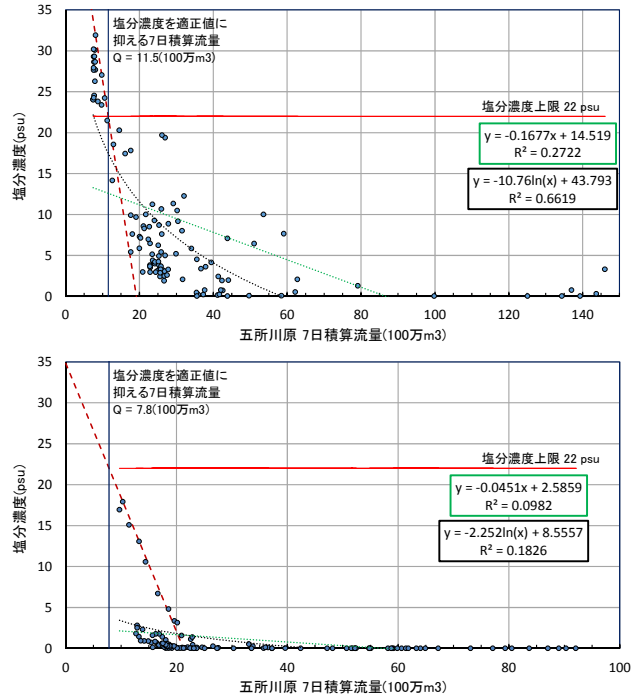 塩分濃度を適正値に
抑える7日積算流量
Q = 11.5(100万m3)
塩分濃度上限 22 psu
y = -0.1677x + 14.519
R² = 0.2722
y = -10.76ln(x) + 43.793
R² = 0.6619
塩分濃度(psu)
35
30
25
20
15
10
5
0
0 20 40 60 80 100 120 140
五所川原 7日積算流量(100万m3)
塩分濃度を適正値に
抑える7日積算流量
Q = 7.8(100万m3)
塩分濃度上限 22 psu
y = -0.0451x + 2.5859
R² = 0.0982
y = -2.252ln(x) + 8.5557
R² = 0.1826
塩分濃度(psu)
35
30
25
20
15
10
5
0
0 20 40 60 80 100
五所川原 7日積算流量(100万m3)